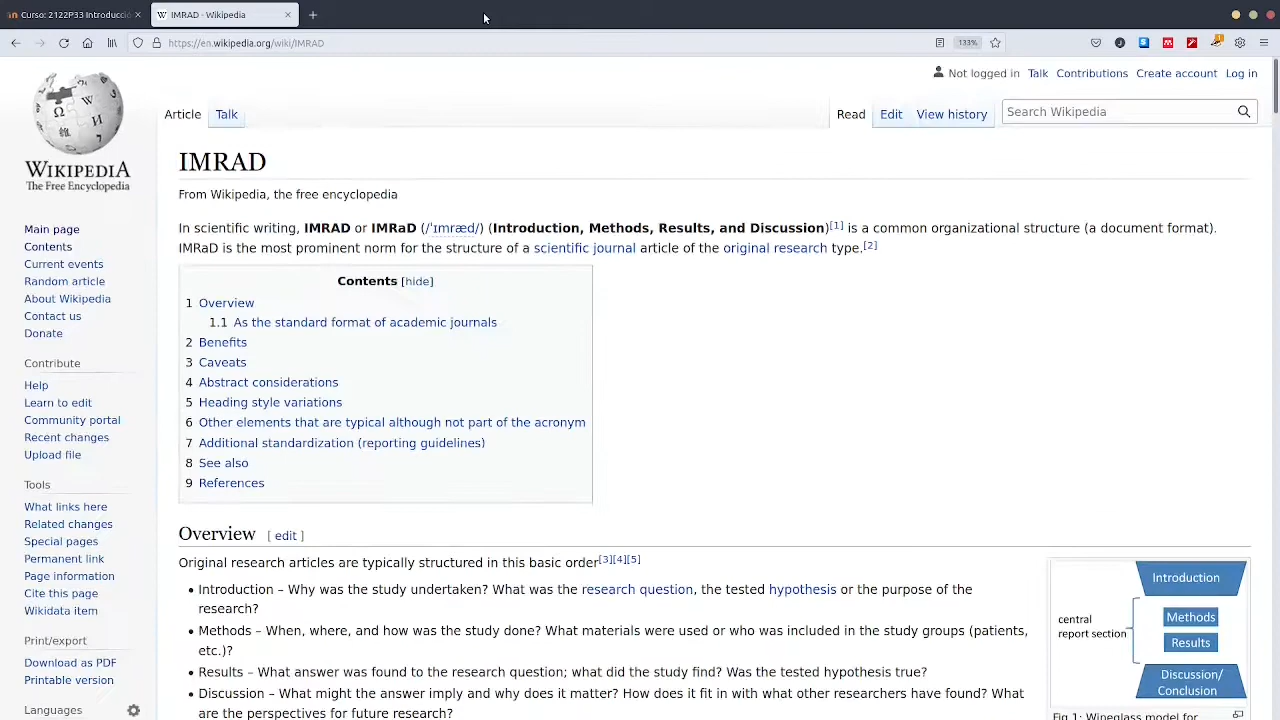 Curso: 2122P33 Introducció
IMRAD - Wikipedia
https://en.wikipedia.org/wiki/IMRAD
133%
Not logged in Talk Contributions Create account Log in
Article Talk
Read Edit View history
Search Wikipedia
WIKIPEDIA
The Free Encyclopedia
Main page
Contents
Current events
Random article
About Wikipedia
Contact us
Donate
Contribute
Help
Learn to edit
Community portal
Recent changes
Upload file
Tools
What links here
Related changes
Special pages
Permanent link
Page information
Cite this page
Wikidata item
Print/export
Download as PDF
Printable version
Languages
IMRAD
From Wikipedia, the free encyclopedia
In scientific writing, IMRAD or IMRaD (/ˈɪmræd/) (Introduction, Methods, Results, and Discussion)[1] is a common organizational structure (a document format).
IMRaD is the most prominent norm for the structure of a scientific journal article of the original research type.[2]
Contents [hide]
1 Overview
1.1 As the standard format of academic journals
2 Benefits
3 Caveats
4 Abstract considerations
5 Heading style variations
6 Other elements that are typical although not part of the acronym
7 Additional standardization (reporting guidelines)
8 See also
9 References
Overview [ edit ]
Original research articles are typically structured in this basic order[3][4][5]
• Introduction – Why was the study undertaken? What was the research question, the tested hypothesis or the purpose of the
research?
• Methods – When, where, and how was the study done? What materials were used or who was included in the study groups (patients,
etc.)?
• Results – What answer was found to the research question; what did the study find? Was the tested hypothesis true?
• Discussion – What might the answer imply and why does it matter? How does it fit in with what other researchers have found? What
are the perspectives for future research?
Introduction
central
report section
Methods
Results
Discussion/
Conclusion
Fig 1: Wineglass model for